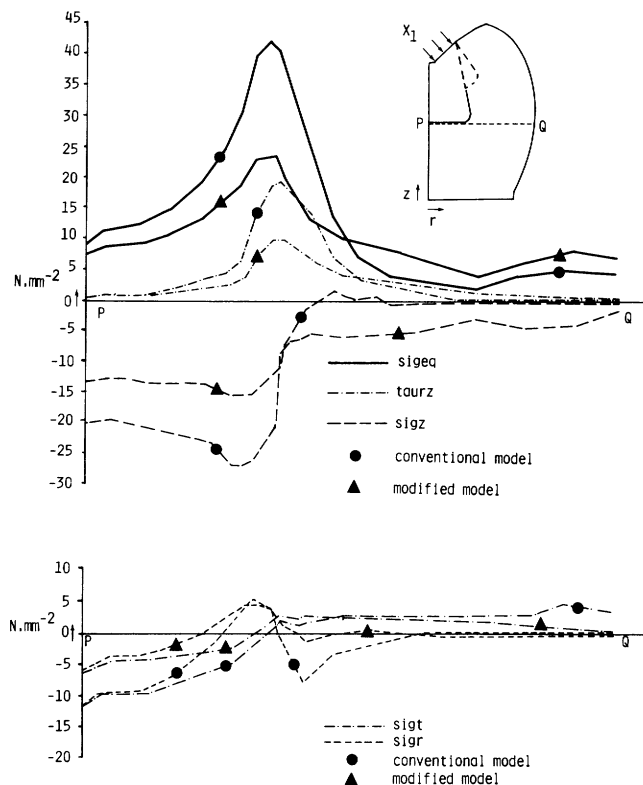 45
40
35
30
25
20
15
10
5
N.mm-2
0
-5
-10
-15
-20
-25
-30
P
Q
X1
P
Q
z
r
sigeq
taurz
sigz
conventional model
modified model
10
5
N.mm-2
0
-5
-10
-15
-20
P
Q
sigt
sigr
conventional model
modified model